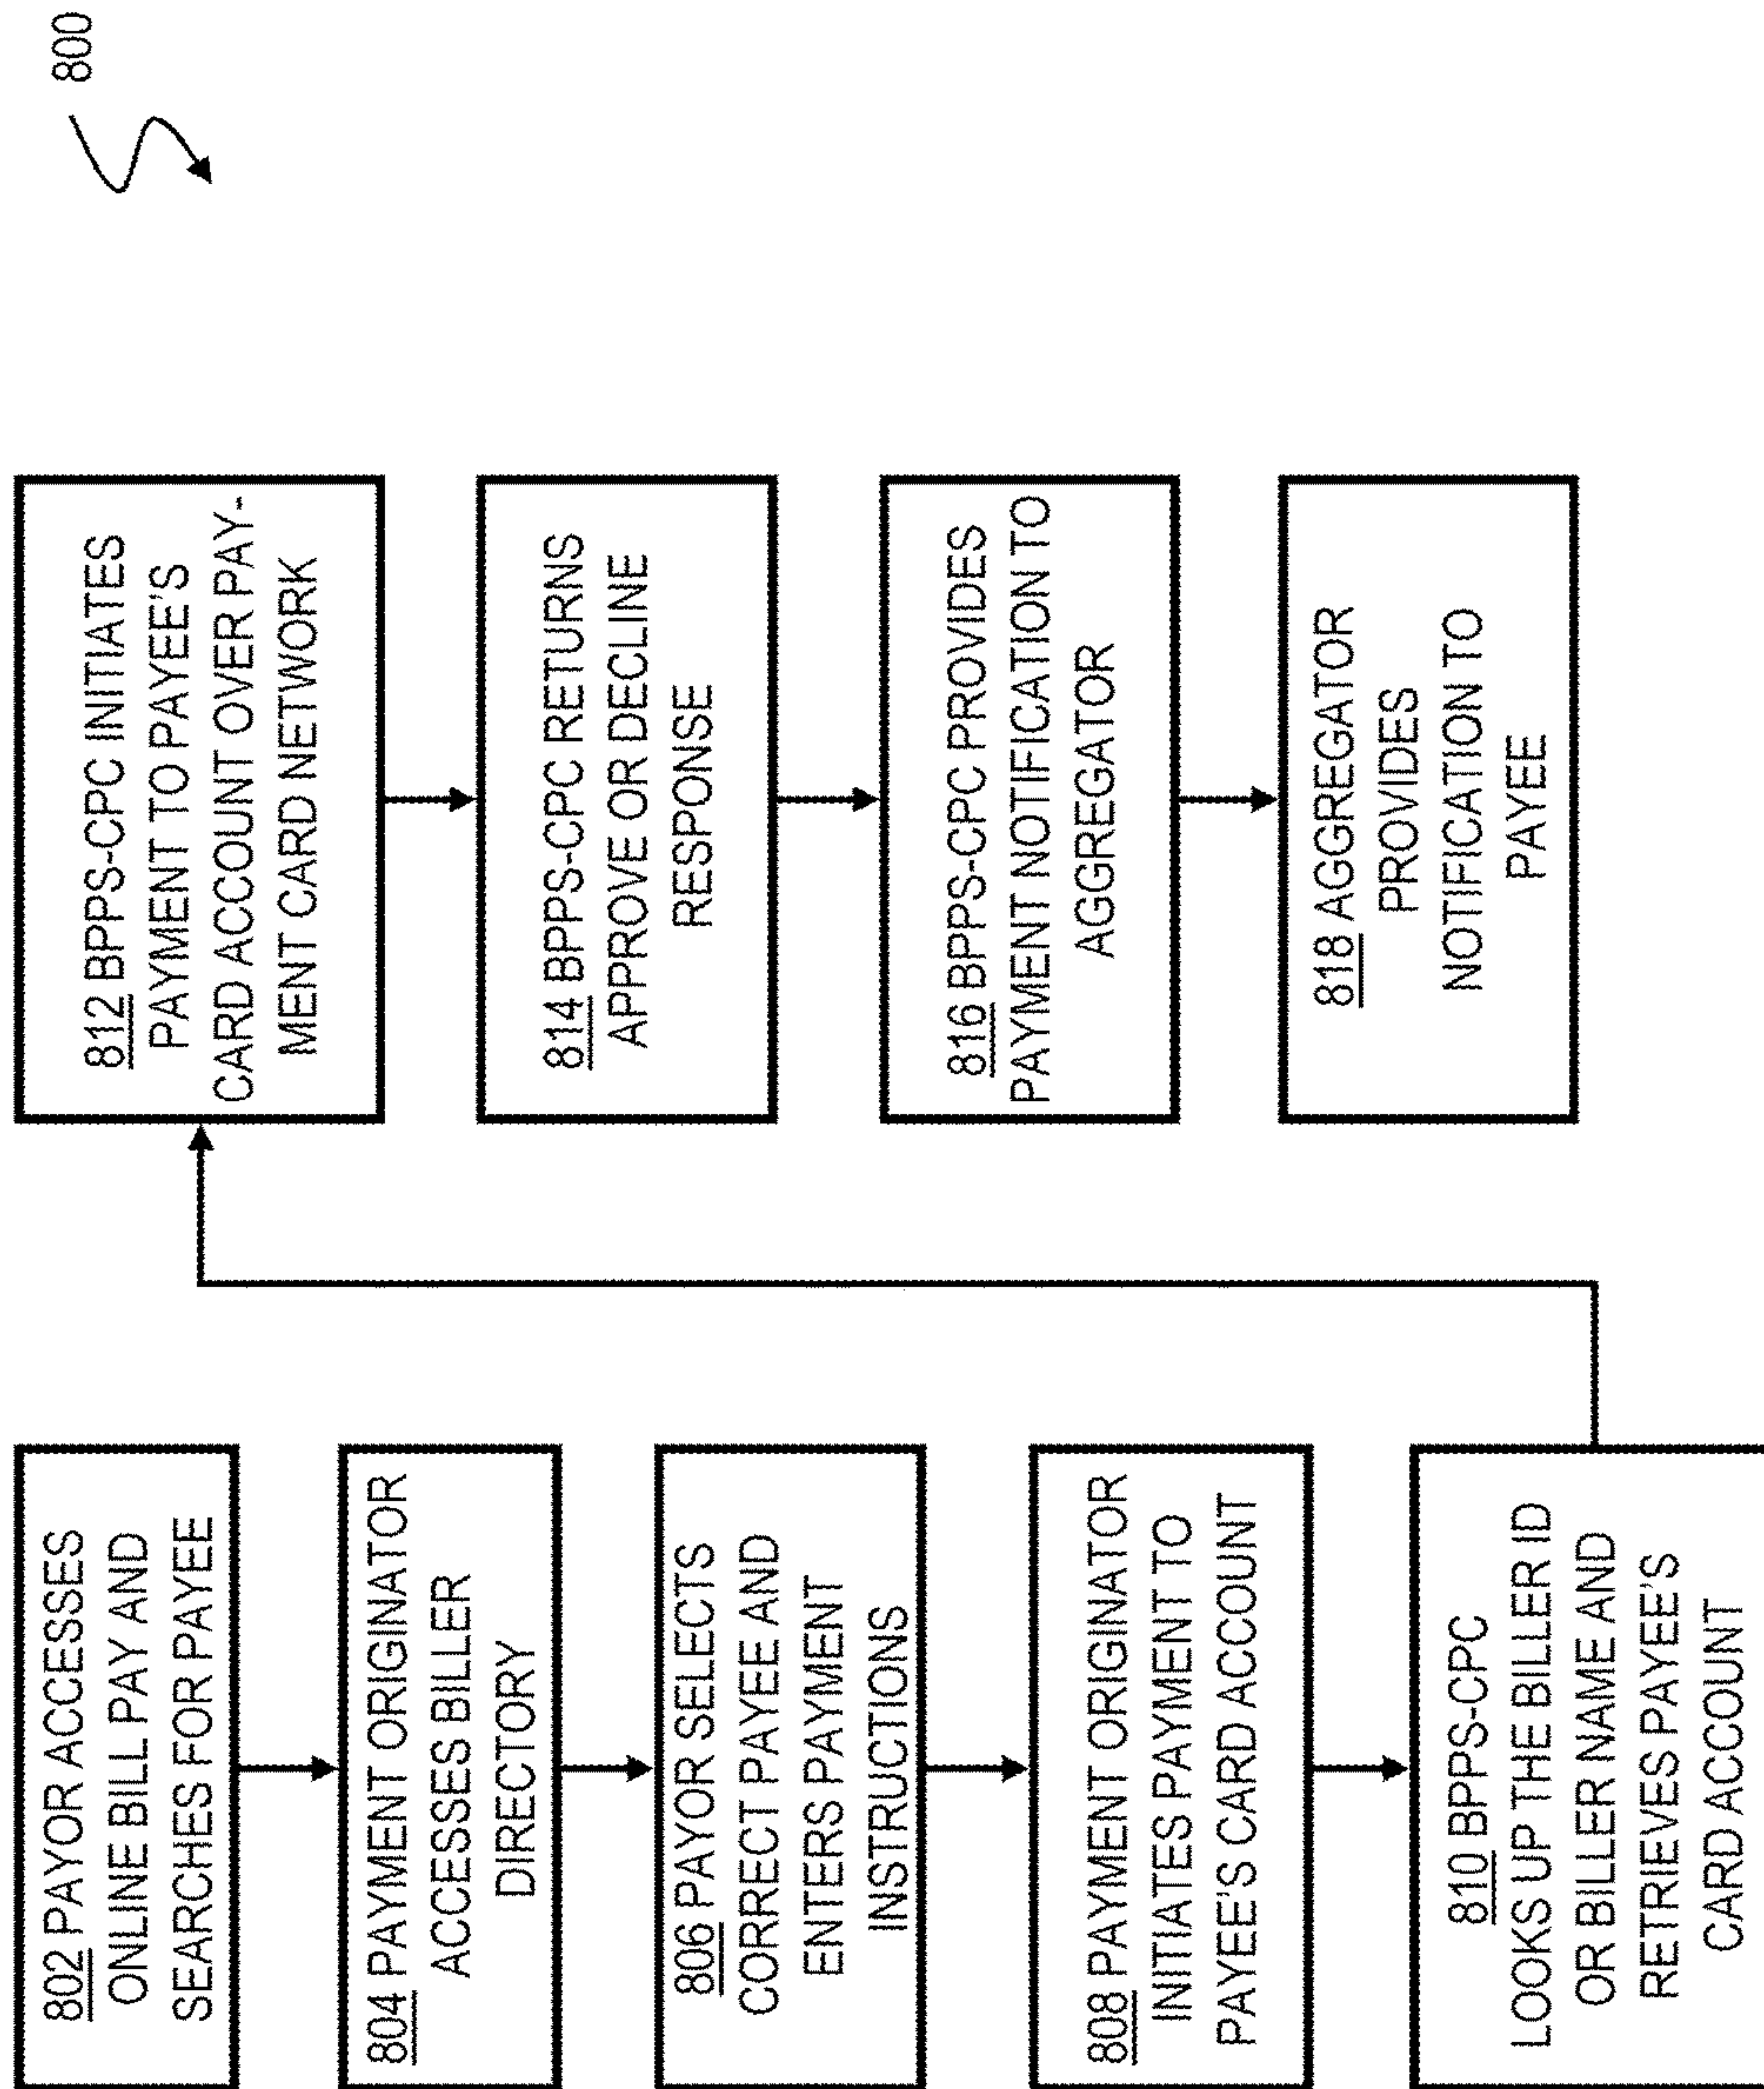 800
802 PAYOR ACCESSES
ONLINE BILL PAY AND
SEARCHES FOR PAYEE
804 PAYMENT ORIGINATOR
ACCESSES BILLER
DIRECTORY
806 PAYOR SELECTS
CORRECT PAYEE AND
ENTERS PAYMENT
INSTRUCTIONS
808 PAYMENT ORIGINATOR
INITIATES PAYMENT TO
PAYEE'S CARD ACCOUNT
810 BPPS-CPC
LOOKS UP THE BILLER ID
OR BILLER NAME AND
RETRIEVES PAYEE'S
CARD ACCOUNT
812 BPPS-CPC INITIATES
PAYMENT TO PAYEE'S
CARD ACCOUNT OVER PAY-
MENT CARD NETWORK
814 BPPS-CPC RETURNS
APPROVE OR DECLINE
RESPONSE
816 BPPS-CPC PROVIDES
PAYMENT NOTIFICATION TO
AGGREGATOR
818 AGGREGATOR
PROVIDES
NOTIFICATION TO
PAYEE